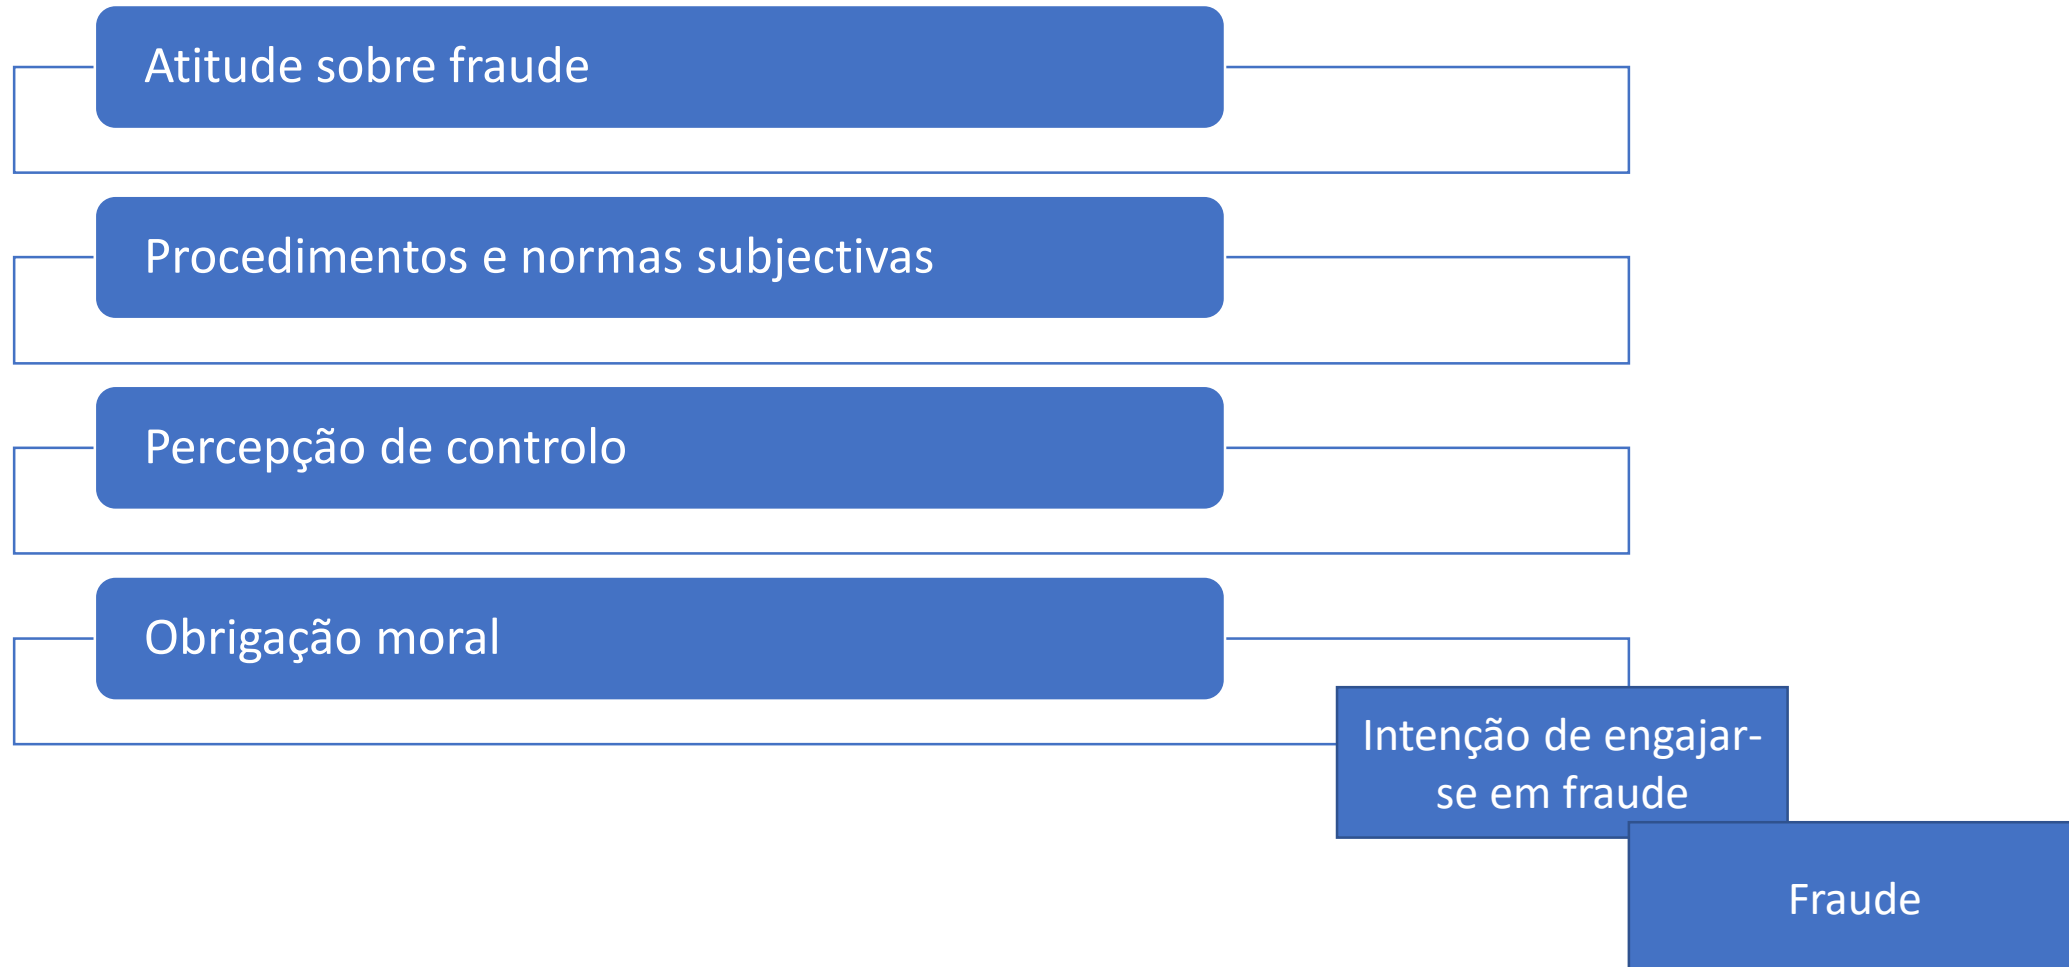 Atitude sobre fraude
Procedimentos e normas subjectivas
Percepção de controlo
Obrigação moral
Intenção de engajar-
se em fraude
Fraude